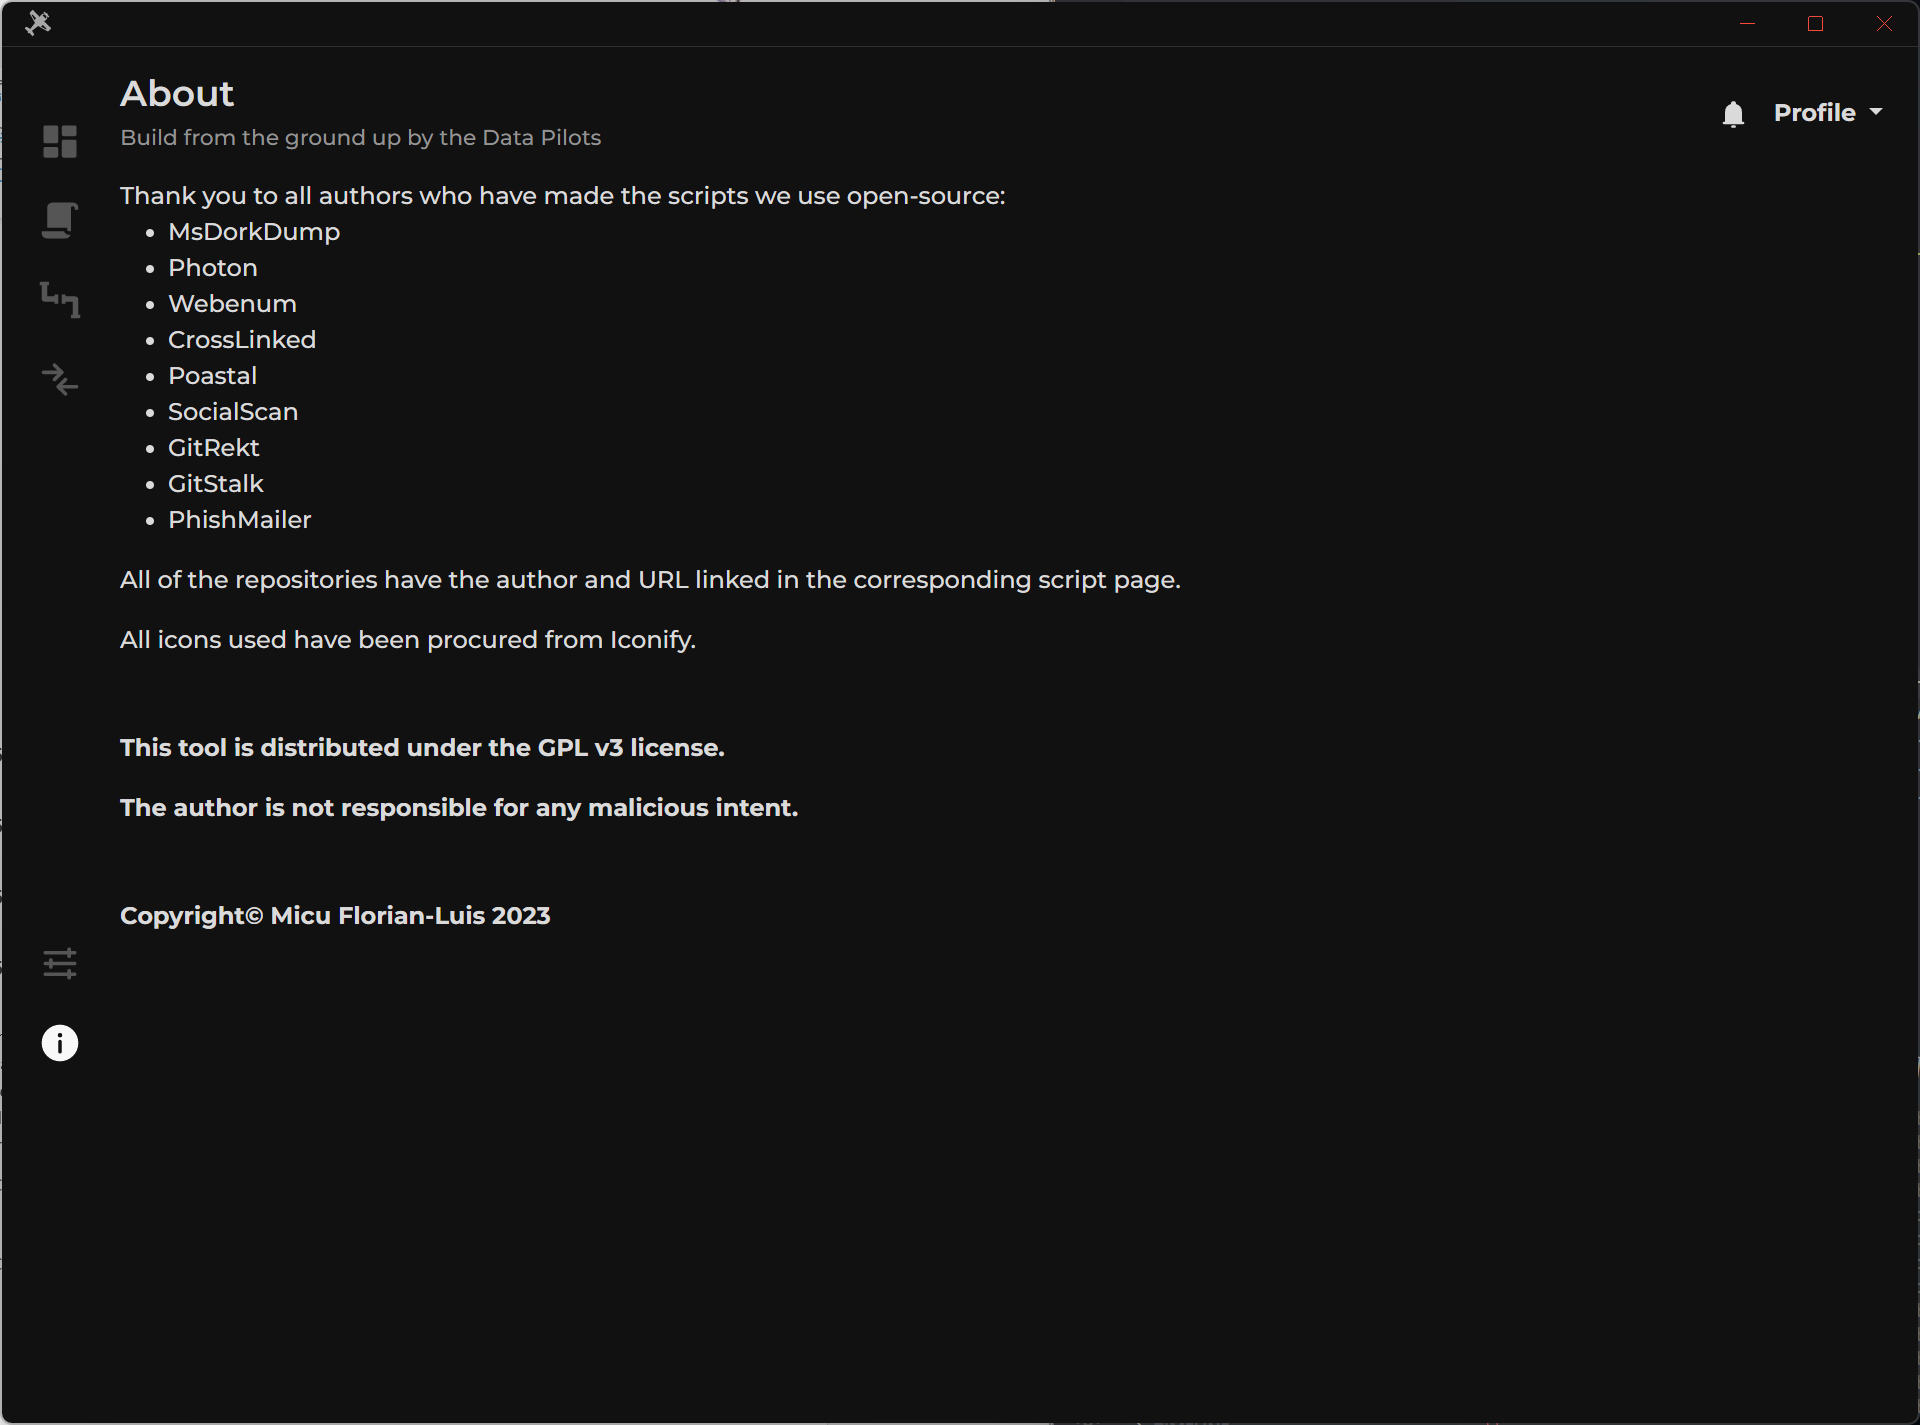 About
Build from the ground up by the Data Pilots
Profile
Thank you to all authors who have made the scripts we use open-source:
MsDorkDump
Photon
Webenum
CrossLinked
Poastal
SocialScan
GitRekt
GitStalk
PhishMailer
All of the repositories have the author and URL linked in the corresponding script page.
All icons used have been procured from Iconify.
This tool is distributed under the GPL v3 license.
The author is not responsible for any malicious intent.
Copyright© Micu Florian-Luis 2023